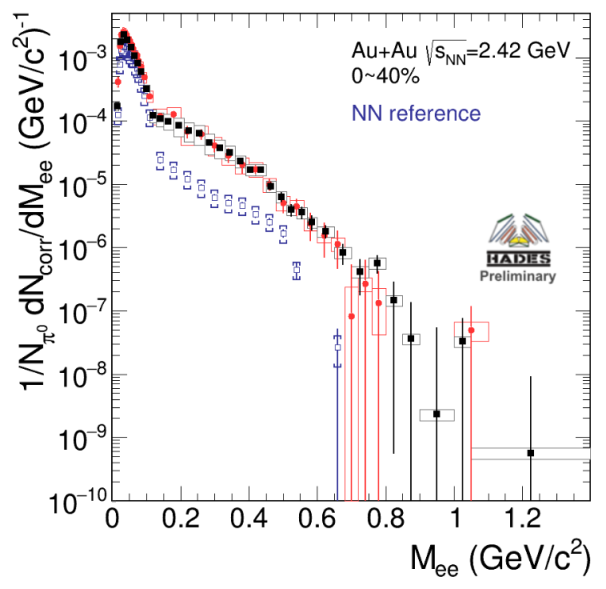 1/N_π⁰ dN_corr/dM_ee (GeV/c²)⁻¹
10⁻³
10⁻⁴
10⁻⁵
10⁻⁶
10⁻⁷
10⁻⁸
10⁻⁹
10⁻¹⁰
Au+Au √s_NN=2.42 GeV
0~40%
NN reference
HADES
Preliminary
0 0.2 0.4 0.6 0.8 1 1.2
M_ee (GeV/c²)